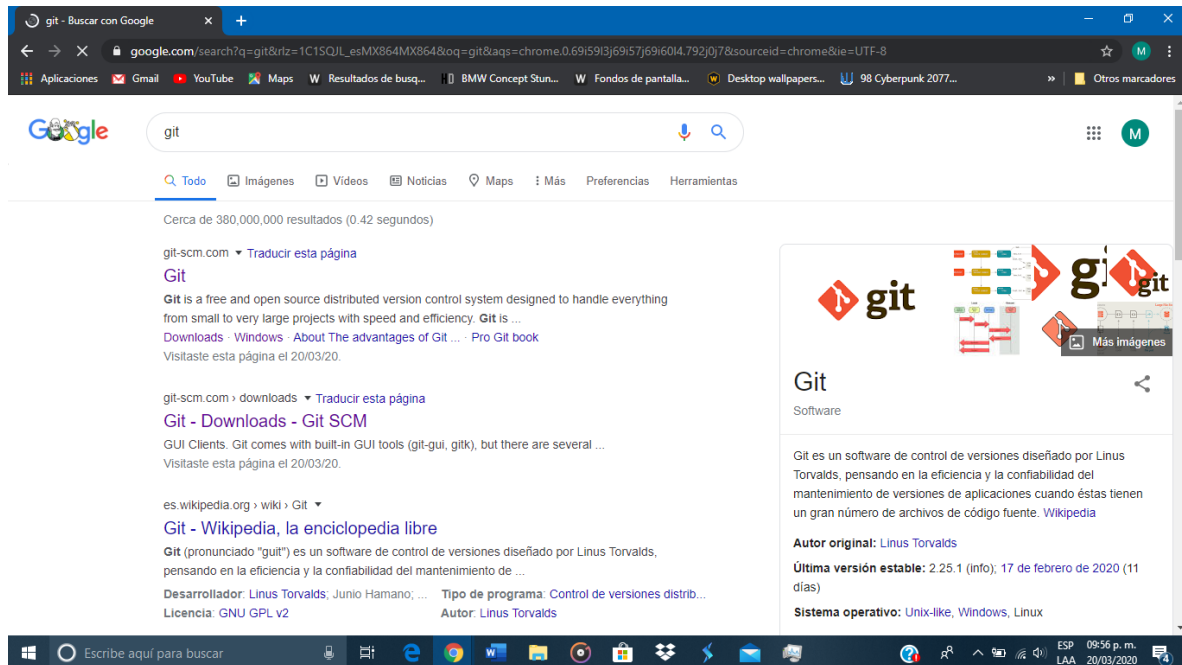 git - Buscar con Google
google.com/search?q=git&rlz=1C1SQJL_esMX864MX864&oq=git&aqs=chrome.0.69i59l3j69i57j69i60l4.792j0j7&sourceid=chrome&ie=UTF-8
M
Aplicaciones Gmail YouTube Maps W Resultados de busq... BMW Concept Stun... W Fondos de pantalla... Desktop wallpapers... 98 Cyberpunk 2077... » Otros marcadores
Google
git
M
Todo Imágenes Vídeos Noticias Maps Más Preferencias Herramientas
Cerca de 380,000,000 resultados (0.42 segundos)
git-scm.com Traducir esta página
Git
Git is a free and open source distributed version control system designed to handle everything
from small to very large projects with speed and efficiency. Git is ...
Downloads · Windows · About The advantages of Git ... · Pro Git book
Visitaste esta página el 20/03/20.
git-scm.com › downloads Traducir esta página
Git - Downloads - Git SCM
GUI Clients. Git comes with built-in GUI tools (git-gui, gitk), but there are several ...
Visitaste esta página el 20/03/20.
es.wikipedia.org › wiki › Git
Git - Wikipedia, la enciclopedia libre
Git (pronunciado "guit") es un software de control de versiones diseñado por Linus Torvalds,
pensando en la eficiencia y la confiabilidad del mantenimiento de ...
Desarrollador: Linus Torvalds; Junio Hamano; ... Tipo de programa: Control de versiones distrib...
Licencia: GNU GPL v2 Autor: Linus Torvalds
git
git
Más imágenes
Git
Software
Git es un software de control de versiones diseñado por Linus
Torvalds, pensando en la eficiencia y la confiabilidad del
mantenimiento de versiones de aplicaciones cuando éstas tienen
un gran número de archivos de código fuente. Wikipedia
Autor original: Linus Torvalds
Última versión estable: 2.25.1 (info); 17 de febrero de 2020 (11
días)
Sistema operativo: Unix-like, Windows, Linux
Escribe aquí para buscar
ESP
LAA
09:56 p. m.
20/03/2020
4